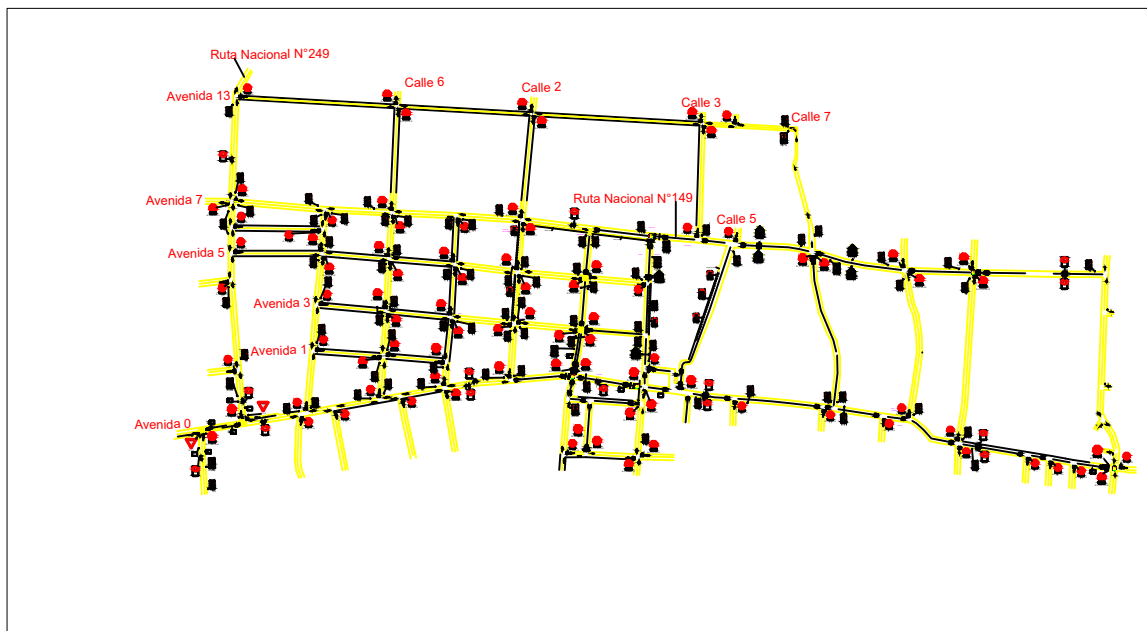 Ruta Nacional N°249
Avenida 13
Calle 6
Calle 2
Calle 3
Calle 7
Avenida 7
Ruta Nacional N°149
Calle 5
Avenida 5
Avenida 3
Avenida 1
Avenida 0